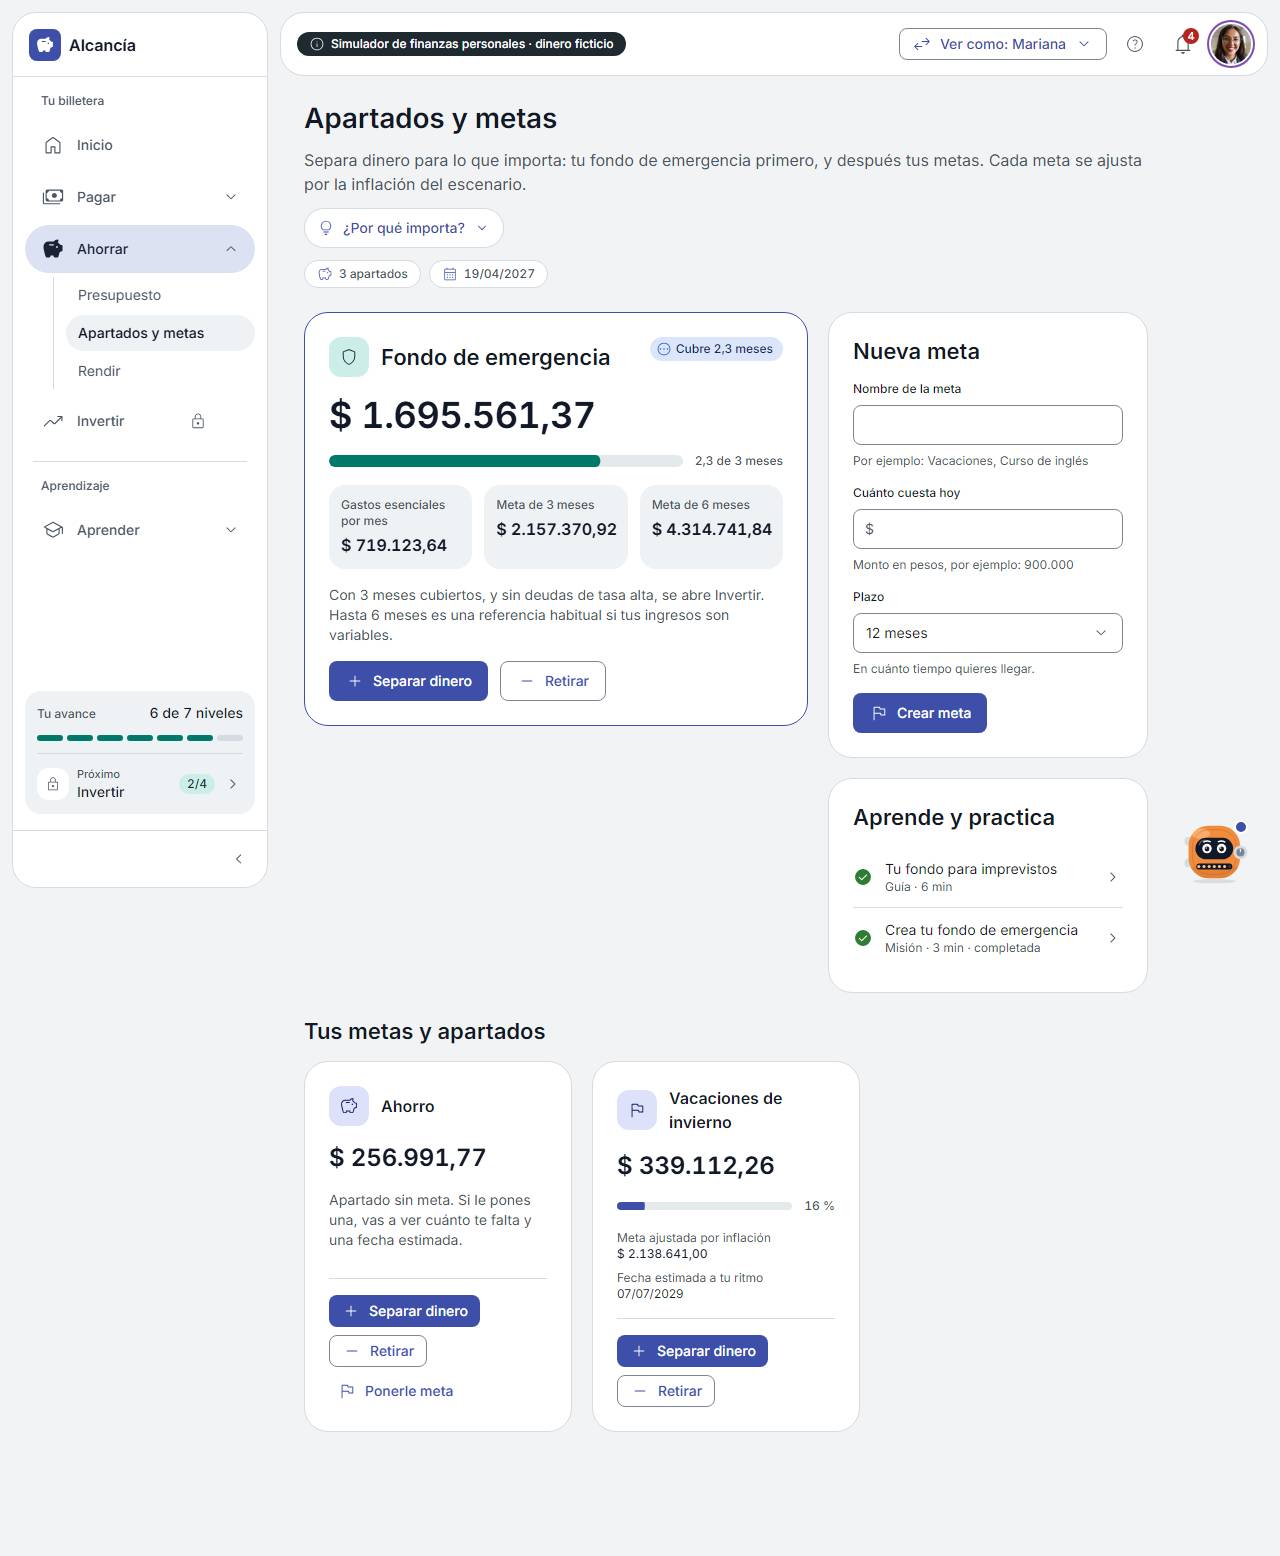 Alcancía
Tu billetera
Inicio
Pagar
Ahorrar
Presupuesto
Apartados y metas
Rendir
Invertir
Aprendizaje
Aprender
Tu avance
6 de 7 niveles
Próximo
Invertir
2/4
Simulador de finanzas personales · dinero ficticio
Ver como: Mariana
4
Apartados y metas
Separa dinero para lo que importa: tu fondo de emergencia primero, y después tus metas. Cada meta se ajusta
por la inflación del escenario.
¿Por qué importa?
3 apartados
19/04/2027
Fondo de emergencia
Cubre 2,3 meses
$ 1.695.561,37
2,3 de 3 meses
Gastos esenciales
por mes
$ 719.123,64
Meta de 3 meses
$ 2.157.370,92
Meta de 6 meses
$ 4.314.741,84
Con 3 meses cubiertos, y sin deudas de tasa alta, se abre Invertir.
Hasta 6 meses es una referencia habitual si tus ingresos son
variables.
Separar dinero
Retirar
Nueva meta
Nombre de la meta
Por ejemplo: Vacaciones, Curso de inglés
Cuánto cuesta hoy
$
Monto en pesos, por ejemplo: 900.000
Plazo
12 meses
En cuánto tiempo quieres llegar.
Crear meta
Aprende y practica
Tu fondo para imprevistos
Guía · 6 min
Crea tu fondo de emergencia
Misión · 3 min · completada
Tus metas y apartados
Ahorro
$ 256.991,77
Apartado sin meta. Si le pones
una, vas a ver cuánto te falta y
una fecha estimada.
Separar dinero
Retirar
Ponerle meta
Vacaciones de
invierno
$ 339.112,26
16 %
Meta ajustada por inflación
$ 2.138.641,00
Fecha estimada a tu ritmo
07/07/2029
Separar dinero
Retirar